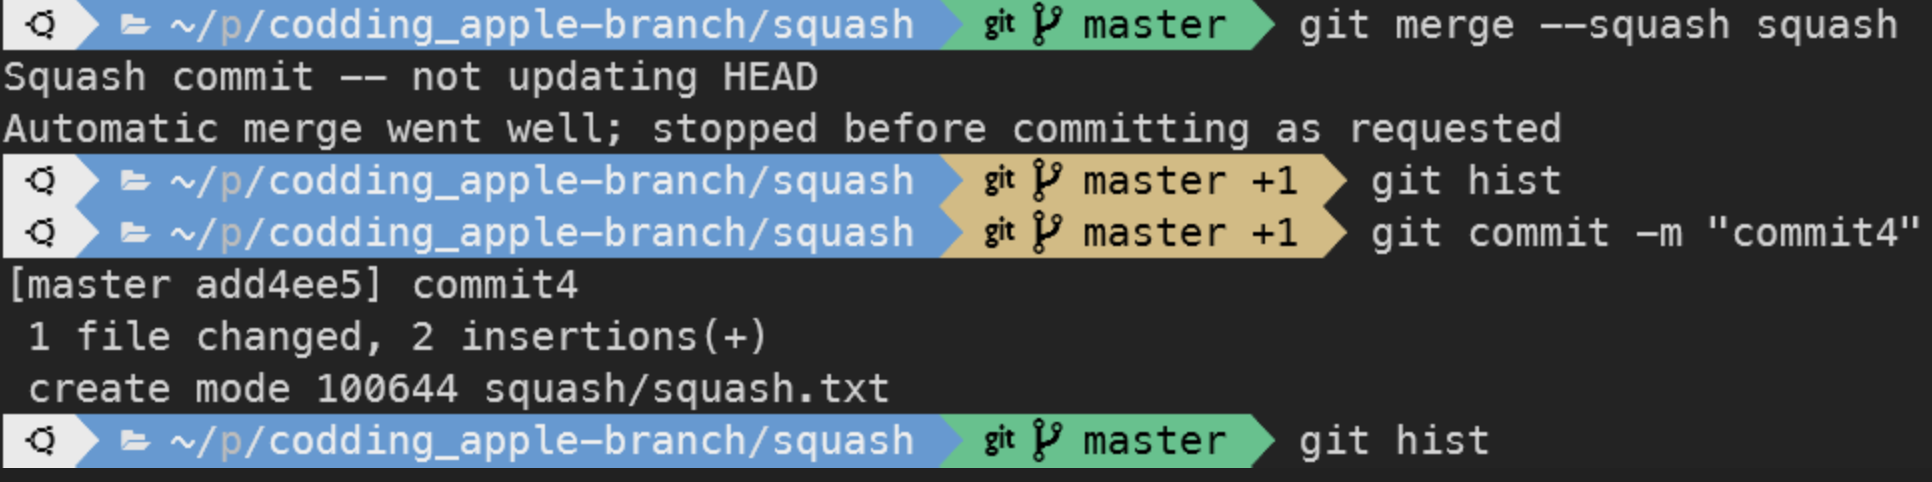 ~/p/codding_apple-branch/squash git master git merge --squash squash
Squash commit -- not updating HEAD
Automatic merge went well; stopped before committing as requested
~/p/codding_apple-branch/squash git master +1 git hist
~/p/codding_apple-branch/squash git master +1 git commit -m "commit4"
[master add4ee5] commit4
1 file changed, 2 insertions(+)
create mode 100644 squash/squash.txt
~/p/codding_apple-branch/squash git master git hist